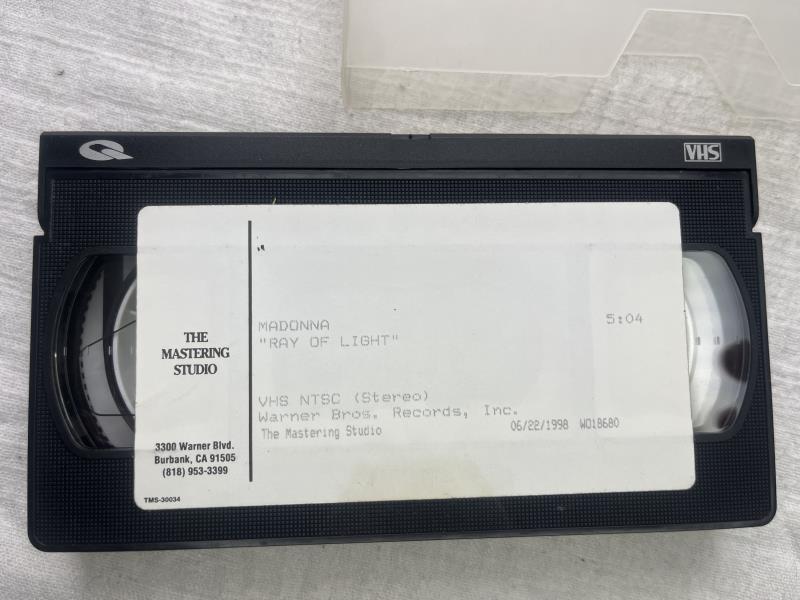 VHS
THE
MASTERING
STUDIO
3300 Warner Blvd.
Burbank, CA 91505
(818) 953-3399
TMS-30034
MADONNA 5:04
"RAY OF LIGHT"
VHS NTSC (Stereo)
Warner Bros. Records, Inc.
The Mastering Studio 06/22/1998 WO18680